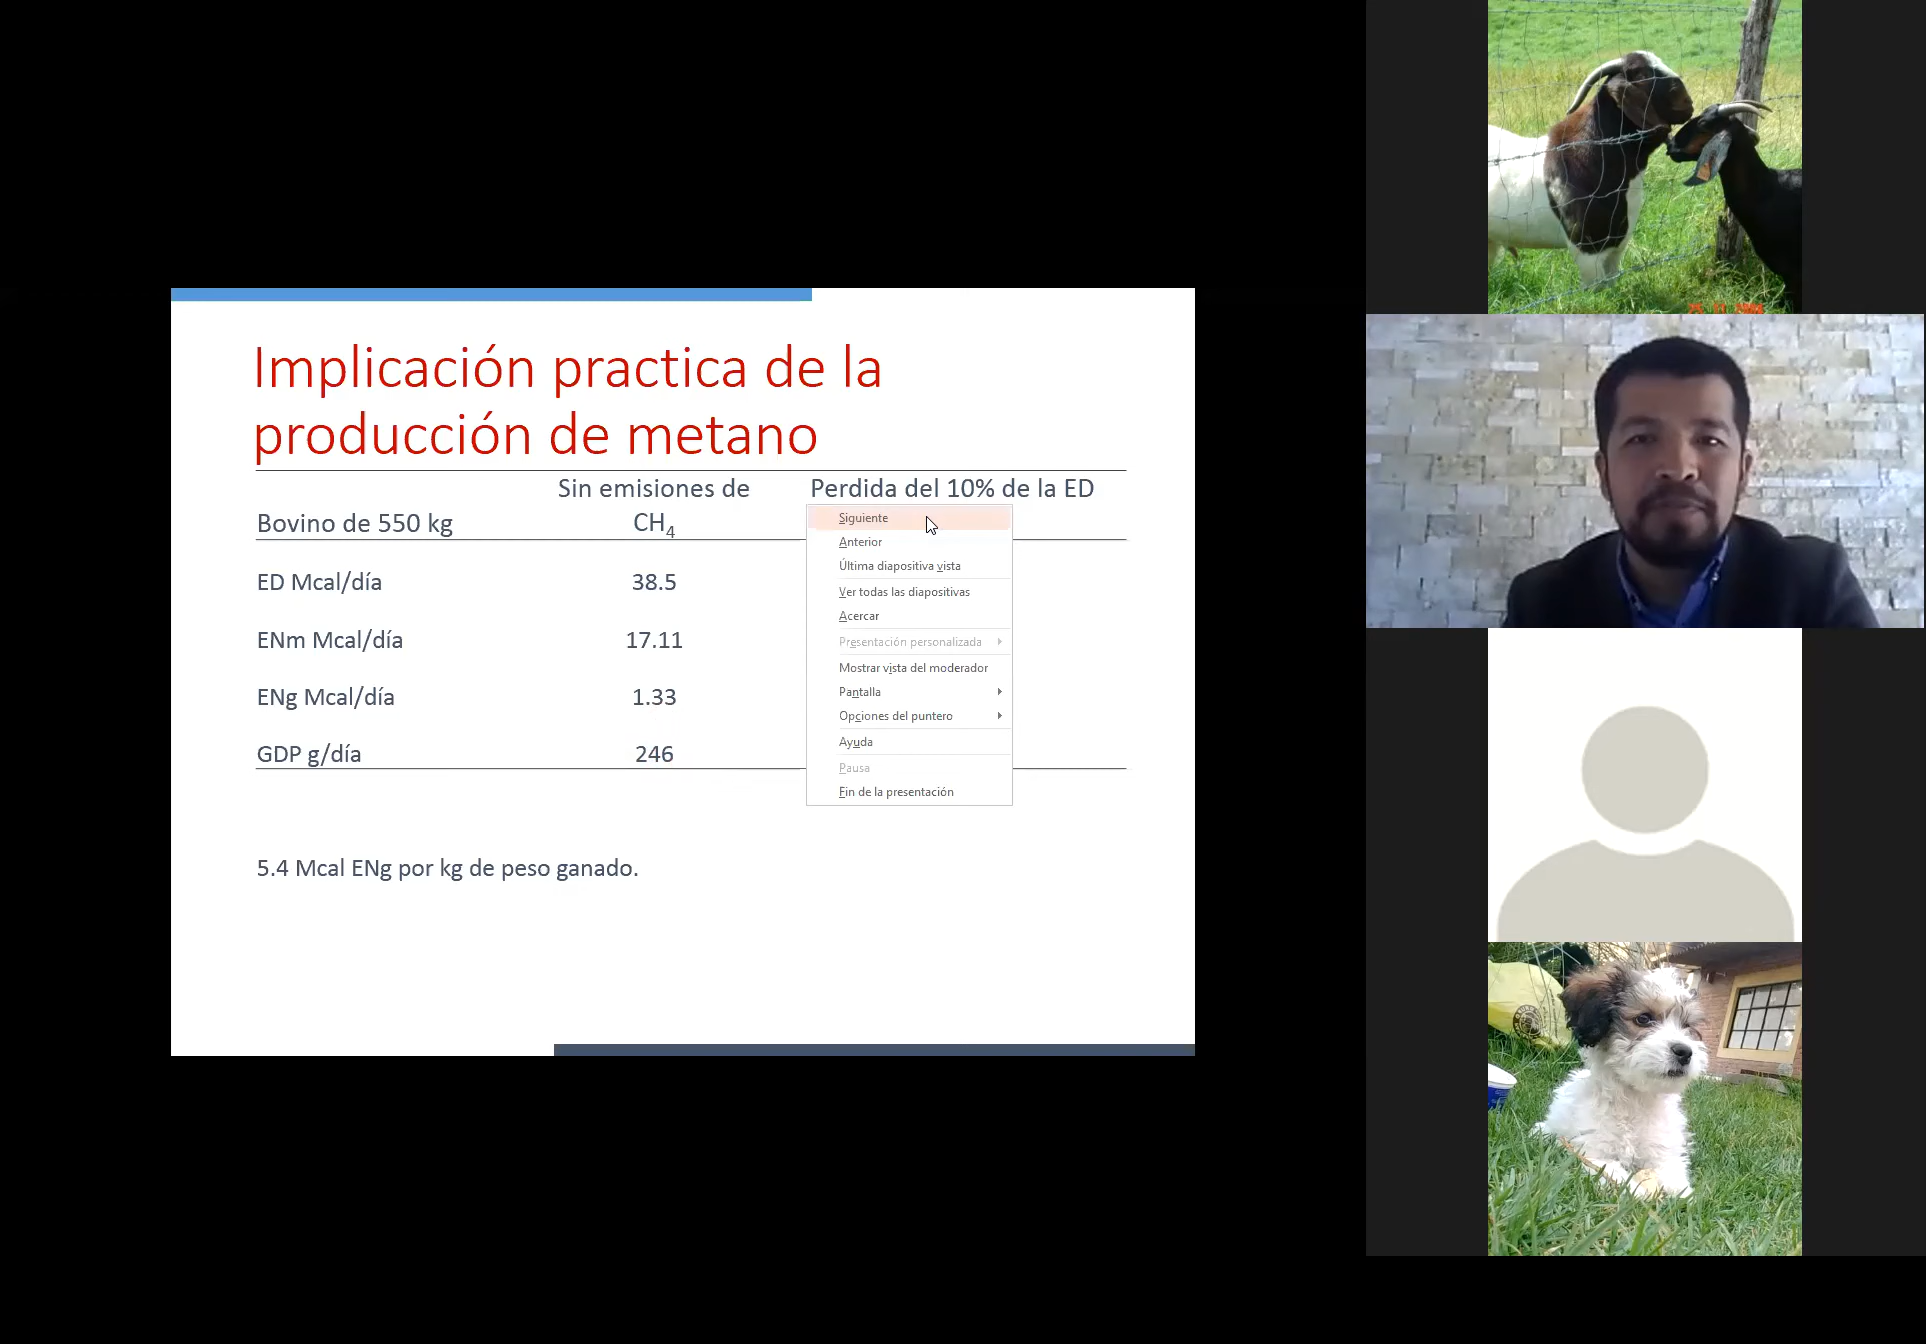 Implicación practica de la
producción de metano
Sin emisiones de
Perdida del 10% de la ED
Bovino de 550 kg
CH4
ED Mcal/día
38.5
ENm Mcal/día
17.11
ENg Mcal/día
1.33
GDP g/día
246
5.4 Mcal ENg por kg de peso ganado.
Siguiente
Anterior
Última diapositiva vista
Ver todas las diapositivas
Acercar
Presentación personalizada
Mostrar vista del moderador
Pantalla
Opciones del puntero
Ayuda
Pausa
Fin de la presentación